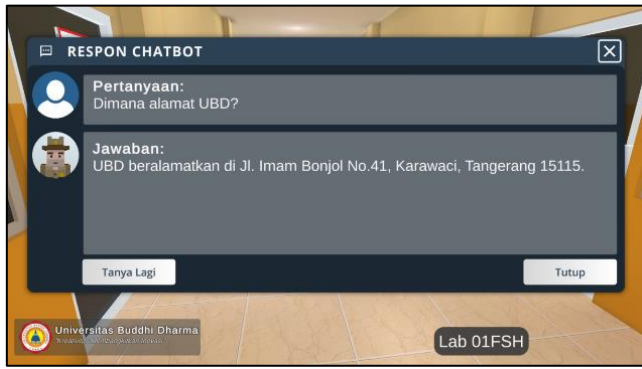 RESPON CHATBOT
Pertanyaan:
Dimana alamat UBD?
Jawaban:
UBD beralamatkan di Jl. Imam Bonjol No.41, Karawaci, Tangerang 15115.
Tanya Lagi
Tutup
Universitas Buddhi Dharma
Lab 01FSH